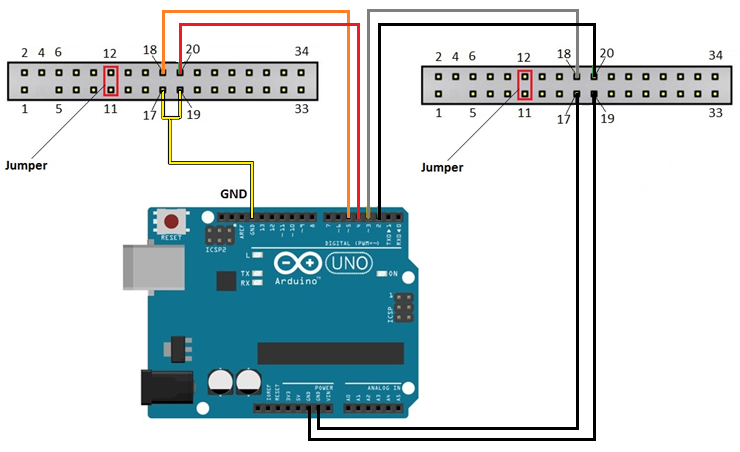 2 4 6 12 18 20 34
1 5 11 17 19 33
Jumper
2 4 6 12 18 20 34
1 5 11 17 19 33
Jumper
GND
RESET
ICSP2
AREF
GND
13
12
~11
~10
~9
8
7
~6
~5
4
~3
2
TXD▶1
RXD◀0
DIGITAL (PWM~)
L
TX
RX
UNO
Arduino™
ON
1
ICSP
POWER
ANALOG IN
IOREF
RESET
3V3
5V
GND
GND
VIN
A0
A1
A2
A3
A4
A5